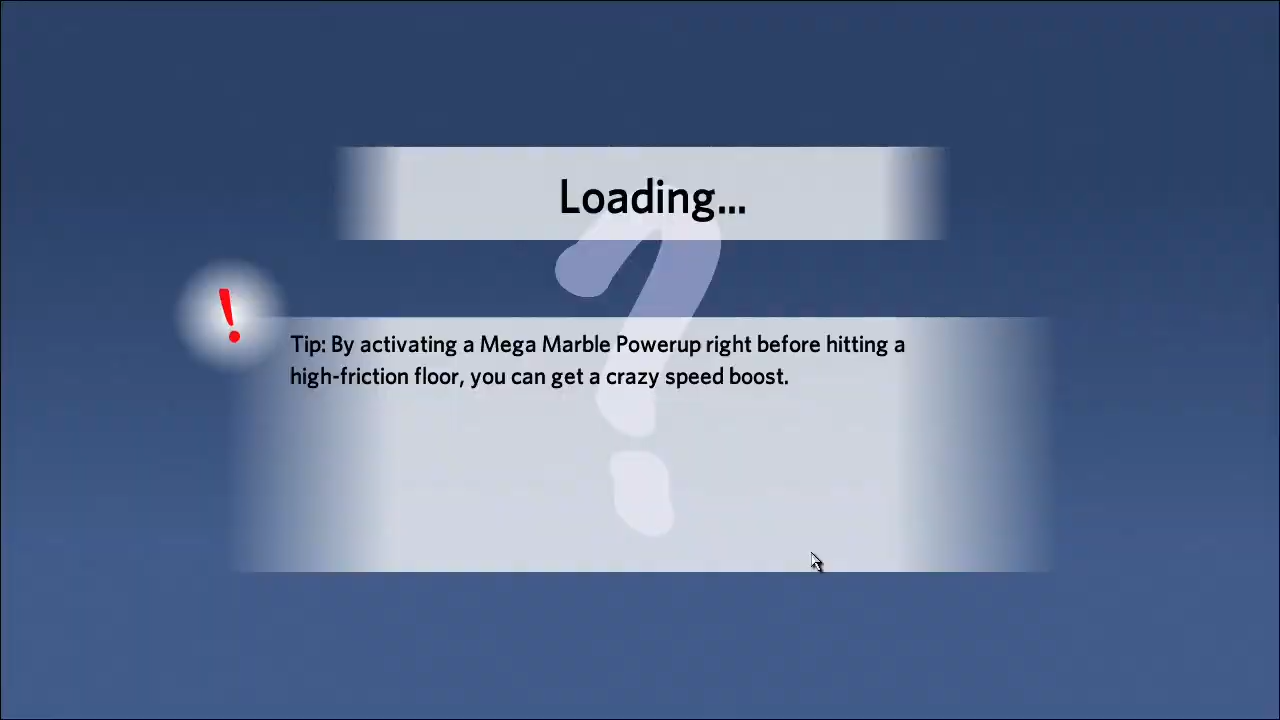 Loading...
!
Tip: By activating a Mega Marble Powerup right before hitting a
high-friction floor, you can get a crazy speed boost.
?